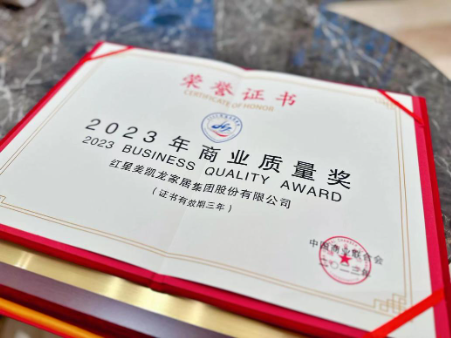 荣誉证书
CERTIFICATE OF HONOR
2023年商业质量奖
2023 BUSINESS QUALITY AWARD
红星美凯龙家居集团股份有限公司
（证书有效期三年）
中国商业联合会